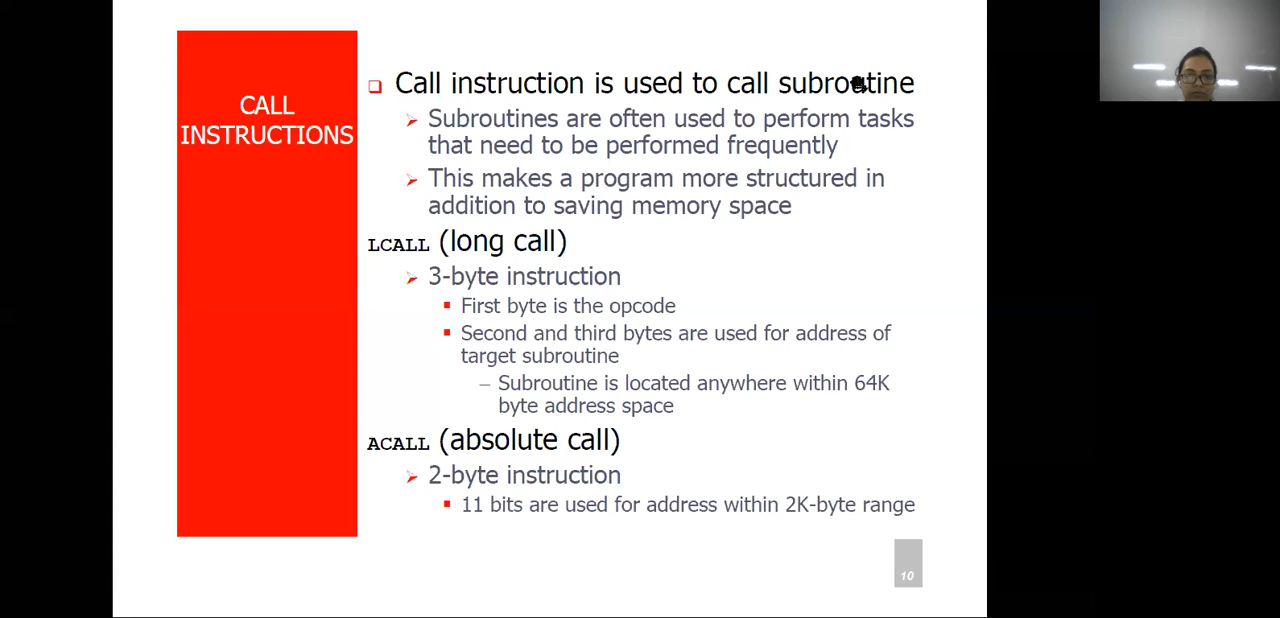 CALL
INSTRUCTIONS
Call instruction is used to call subroutine
Subroutines are often used to perform tasks
that need to be performed frequently
This makes a program more structured in
addition to saving memory space
LCALL (long call)
3-byte instruction
First byte is the opcode
Second and third bytes are used for address of
target subroutine
– Subroutine is located anywhere within 64K
byte address space
ACALL (absolute call)
2-byte instruction
11 bits are used for address within 2K-byte range
10